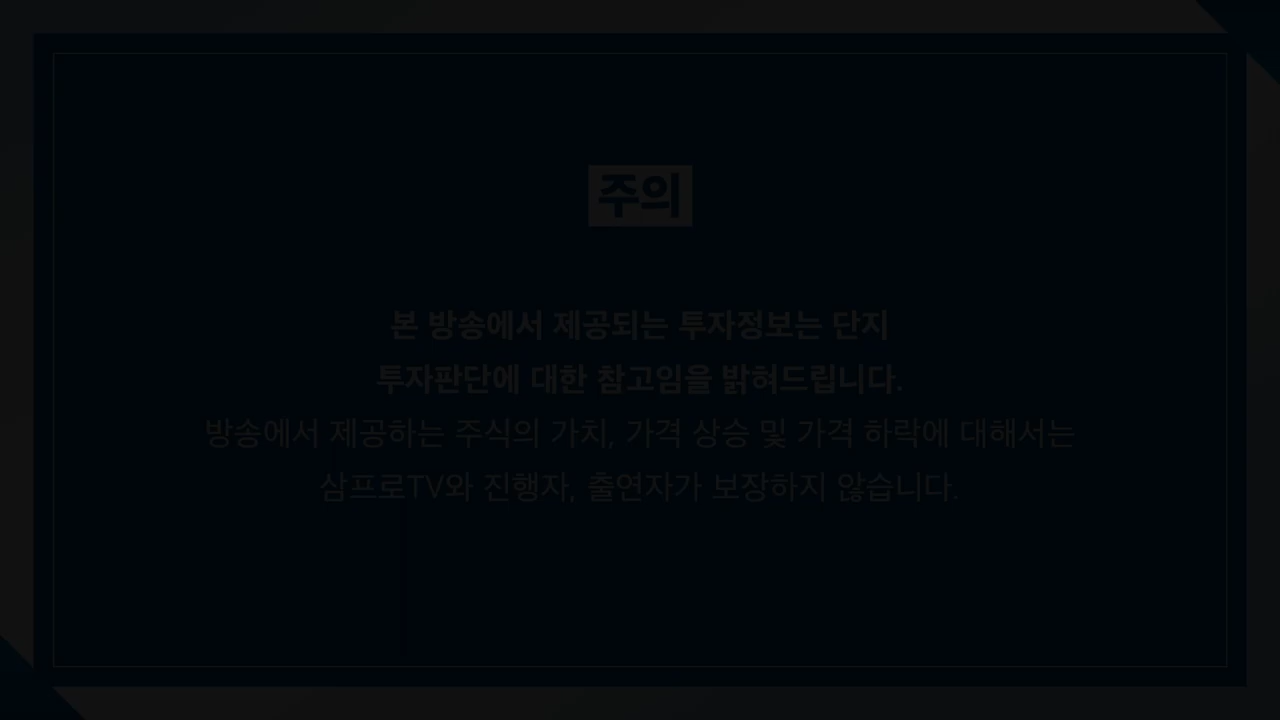 주의
본 방송에서 제공되는 투자정보는 단지
투자판단에 대한 참고임을 밝혀드립니다.
방송에서 제공하는 주식의 가치, 가격 상승 및 가격 하락에 대해서는
삼프로TV와 진행자, 출연자가 보장하지 않습니다.